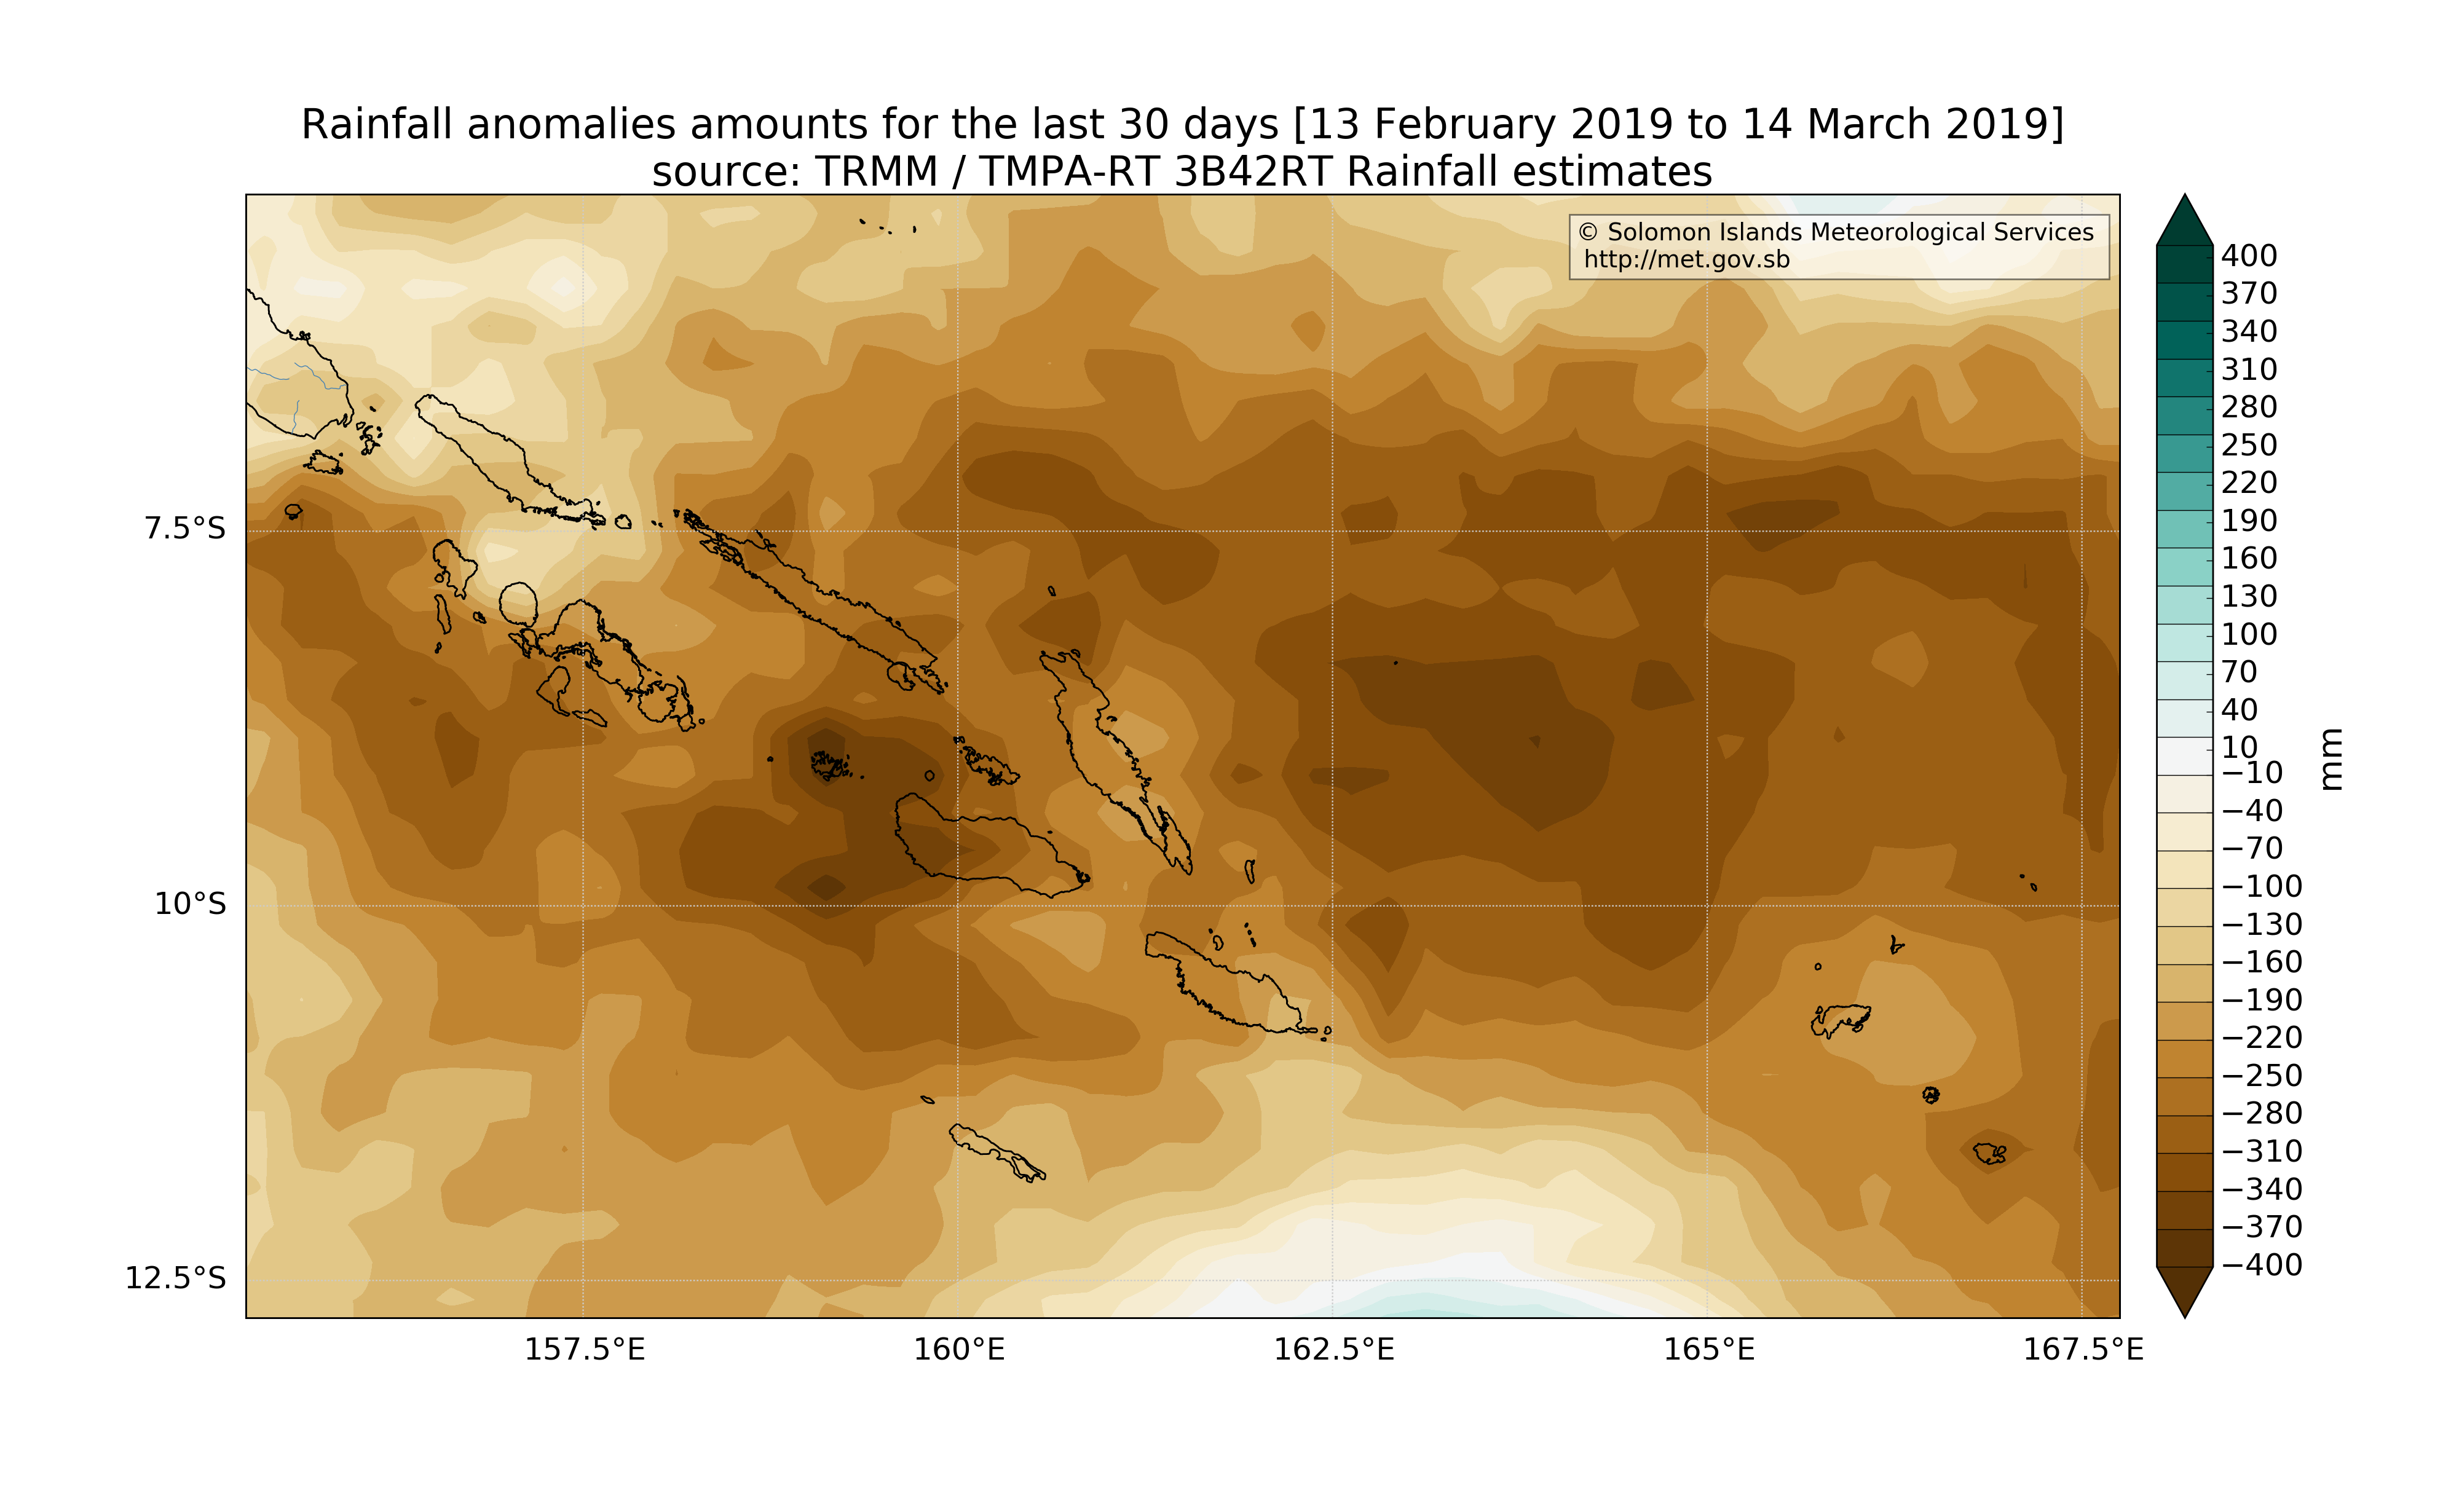 Rainfall anomalies amounts for the last 30 days [13 February 2019 to 14 March 2019]
source: TRMM / TMPA-RT 3B42RT Rainfall estimates
© Solomon Islands Meteorological Services
http://met.gov.sb
7.5°S
10°S
12.5°S
157.5°E
160°E
162.5°E
165°E
167.5°E
400
370
340
310
280
250
220
190
160
130
100
70
40
10
−10
−40
−70
−100
−130
−160
−190
−220
−250
−280
−310
−340
−370
−400
mm